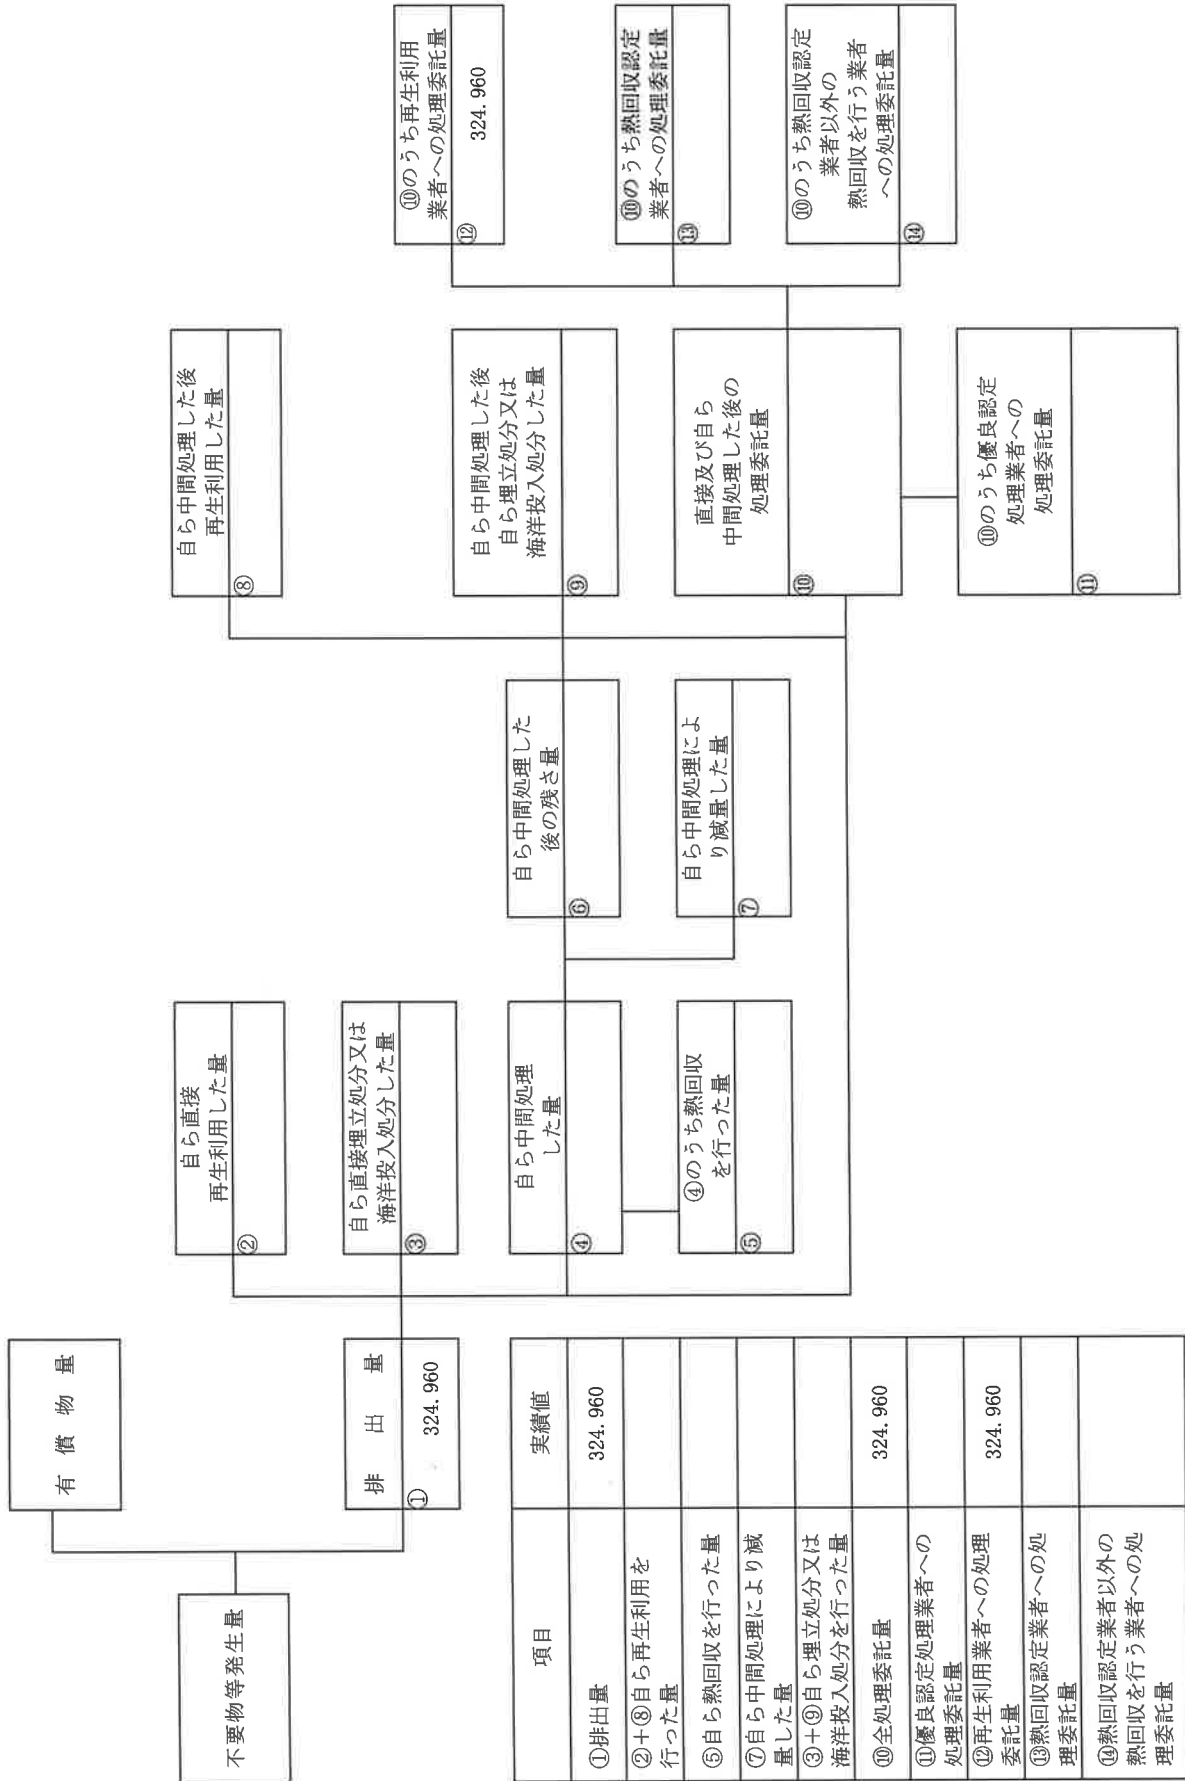 不要物等発生量
有償物量
排出量
①
324.960
自ら直接
再生利用した量
②
自ら直接埋立処分又は
海洋投入処分した量
③
自ら中間処理
した量
④
④のうち熱回収
を行った量
⑤
自ら中間処理した
後の残さ量
⑥
自ら中間処理によ
り減量した量
⑦
自ら中間処理した後
再生利用した量
⑧
自ら中間処理した後
自ら埋立処分又は
海洋投入処分した量
⑨
直接及び自ら
中間処理した後の
処理委託量
⑩
⑩のうち優良認定
処理業者への
処理委託量
⑪
⑩のうち再生利用
業者への処理委託量
⑫
324.960
⑩のうち熱回収認定
業者への処理委託量
⑬
⑩のうち熱回収認定
業者以外の
熱回収を行う業者
への処理委託量
⑭
項目
実績値
①排出量
324.960
②+⑧自ら再生利用を
行った量
⑤自ら熱回収を行った量
⑦自ら中間処理により減
量した量
③+⑨自ら埋立処分又は
海洋投入処分を行った量
⑩全処理委託量
324.960
⑪優良認定処理業者への
処理委託量
⑫再生利用業者への処理
委託量
324.960
⑬熱回収認定業者への処
理委託量
⑭熱回収認定業者以外の
熱回収を行う業者への処
理委託量